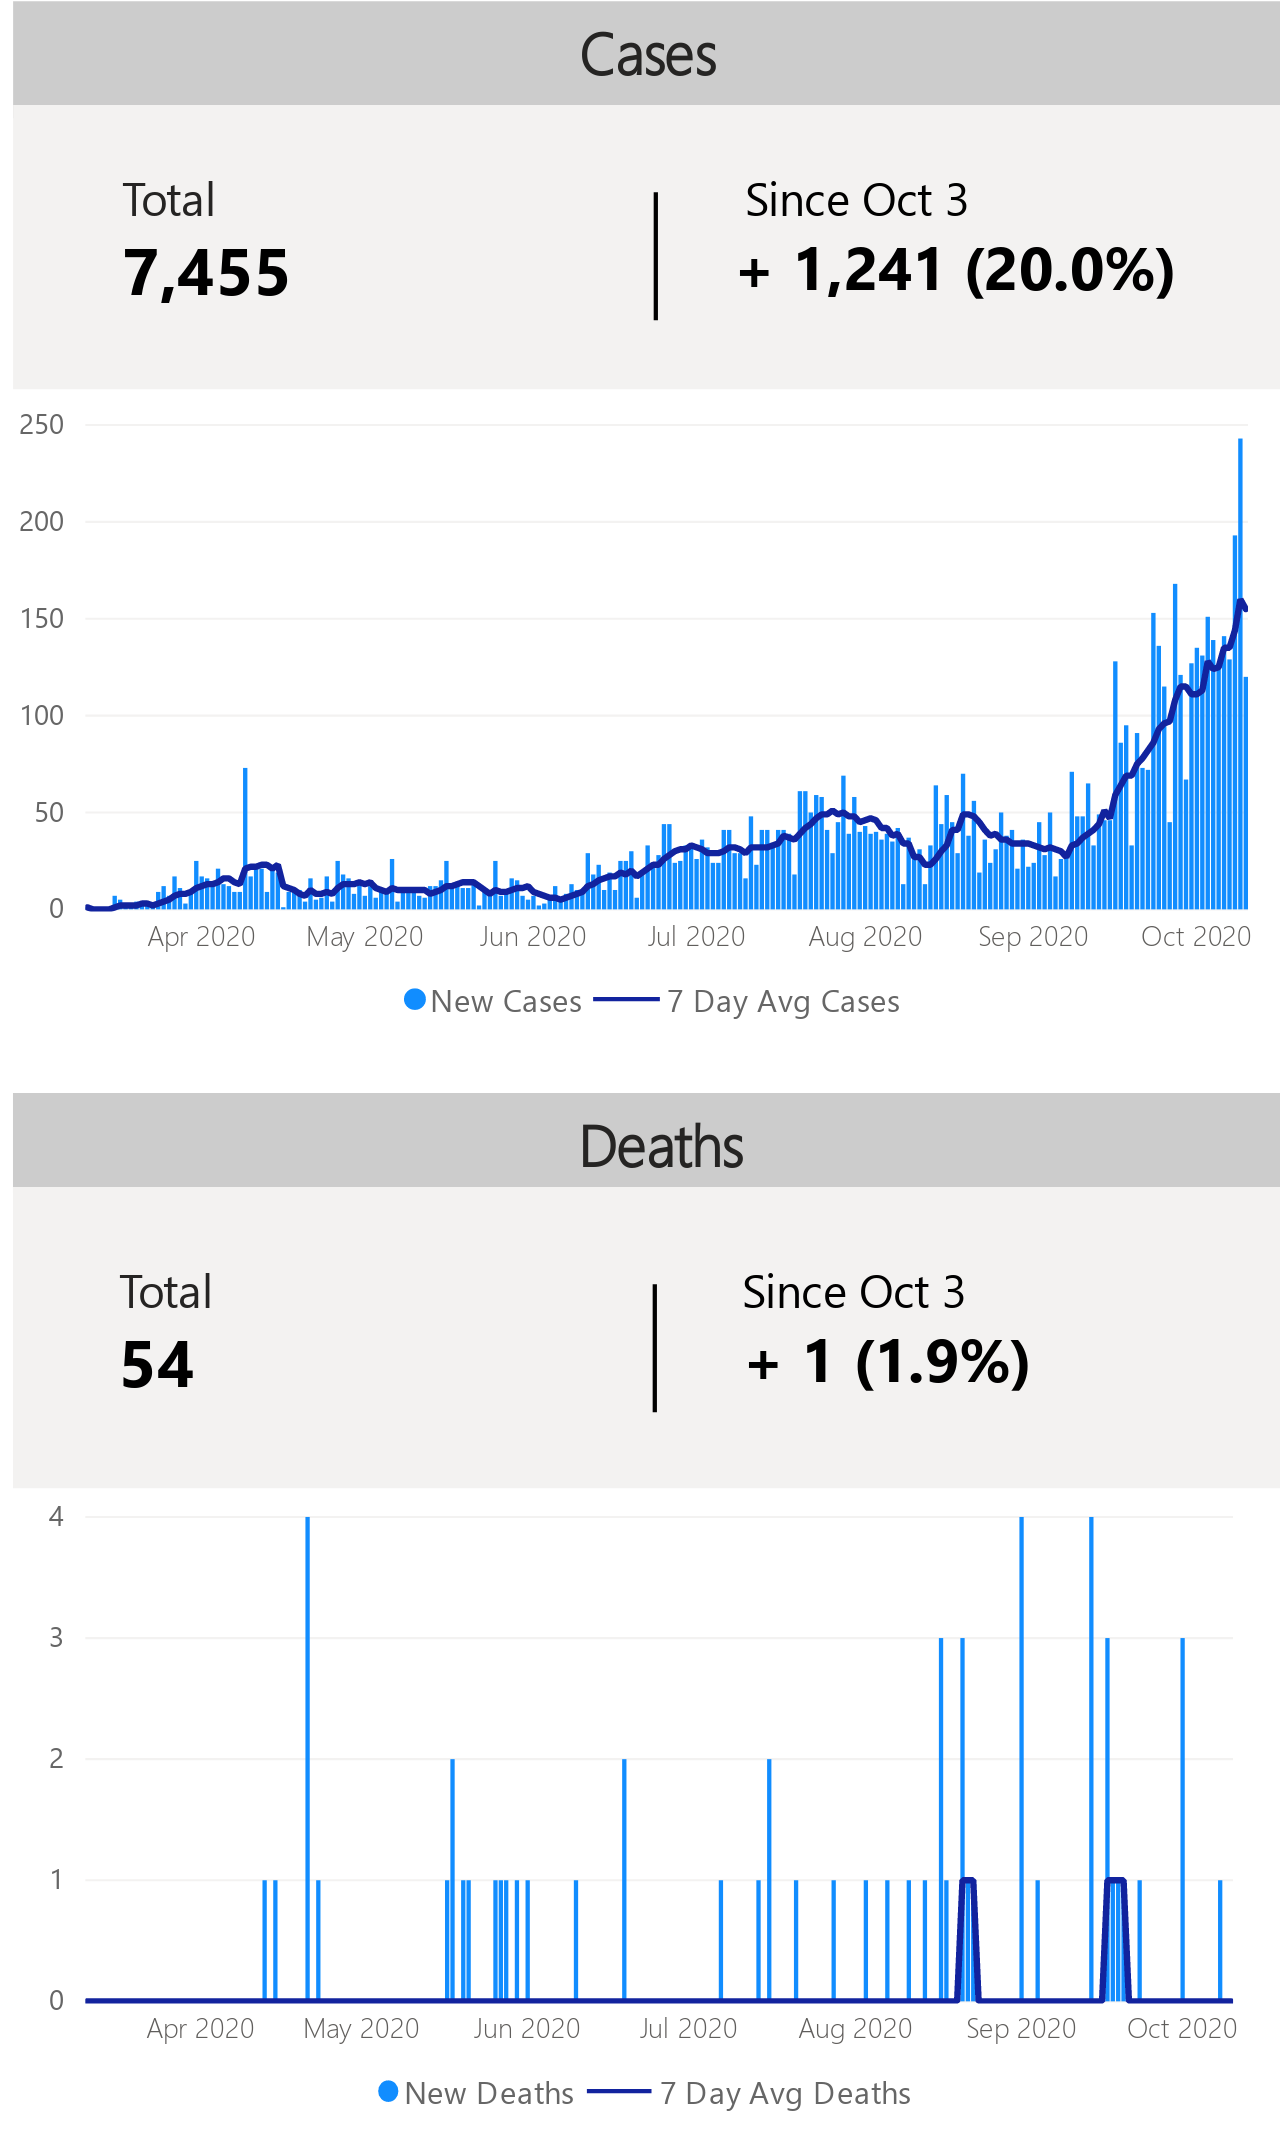 Cases
Total
Since Oct 3
7,455
+ 1,241 (20.0%)
250
200
150
100
50
0
Apr 2020 May 2020 Jun 2020 Jul 2020 Aug 2020 Sep 2020 Oct 2020
New Cases 7 Day Avg Cases
Deaths
Total
Since Oct 3
54
+ 1 (1.9%)
4
3
2
1
0
Apr 2020 May 2020 Jun 2020 Jul 2020 Aug 2020 Sep 2020 Oct 2020
New Deaths 7 Day Avg Deaths